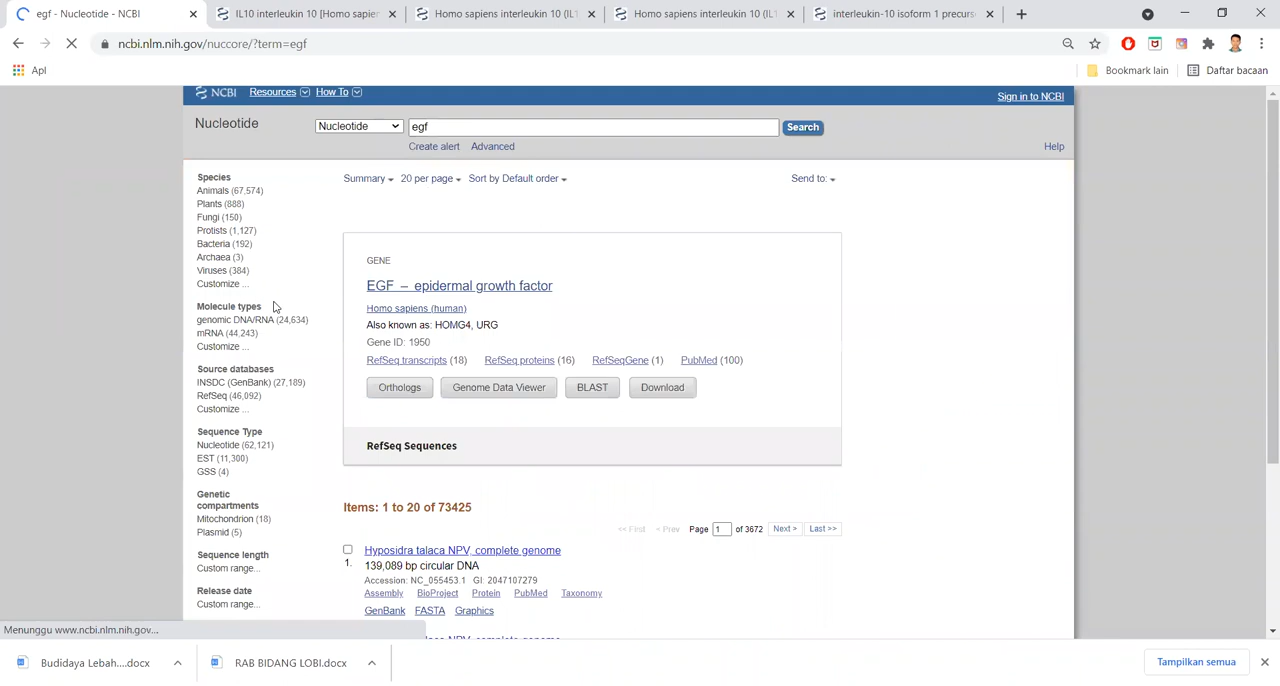 egf - Nucleotide - NCBI
IL10 interleukin 10 [Homo sapien
Homo sapiens interleukin 10 (IL1
Homo sapiens interleukin 10 (IL1
interleukin-10 isoform 1 precurs
ncbi.nlm.nih.gov/nuccore/?term=egf
Apl
Bookmark lain
Daftar bacaan
NCBI Resources How To
Sign in to NCBI
Nucleotide
Nucleotide
egf
Search
Create alert Advanced
Help
Species
Animals (67,574)
Plants (888)
Fungi (150)
Protists (1,127)
Bacteria (192)
Archaea (3)
Viruses (384)
Customize ...
Molecule types
genomic DNA/RNA (24,634)
mRNA (44,243)
Customize ...
Source databases
INSDC (GenBank) (27,189)
RefSeq (46,092)
Customize ...
Sequence Type
Nucleotide (62,121)
EST (11,300)
GSS (4)
Genetic
compartments
Mitochondrion (18)
Plasmid (5)
Sequence length
Custom range...
Release date
Custom range...
Summary 20 per page Sort by Default order
Send to:
GENE
EGF – epidermal growth factor
Homo sapiens (human)
Also known as: HOMG4, URG
Gene ID: 1950
RefSeq transcripts (18) RefSeq proteins (16) RefSeqGene (1) PubMed (100)
Orthologs Genome Data Viewer BLAST Download
RefSeq Sequences
Items: 1 to 20 of 73425
<< First < Prev Page 1 of 3672 Next > Last >>
Hyposidra talaca NPV, complete genome
1. 139,089 bp circular DNA
Accession: NC_055453.1 GI: 2047107279
Assembly BioProject Protein PubMed Taxonomy
GenBank FASTA Graphics
talaca NPV, complete genome
Menunggu www.ncbi.nlm.nih.gov...
Budidaya Lebah....docx
RAB BIDANG LOBI.docx
Tampilkan semua